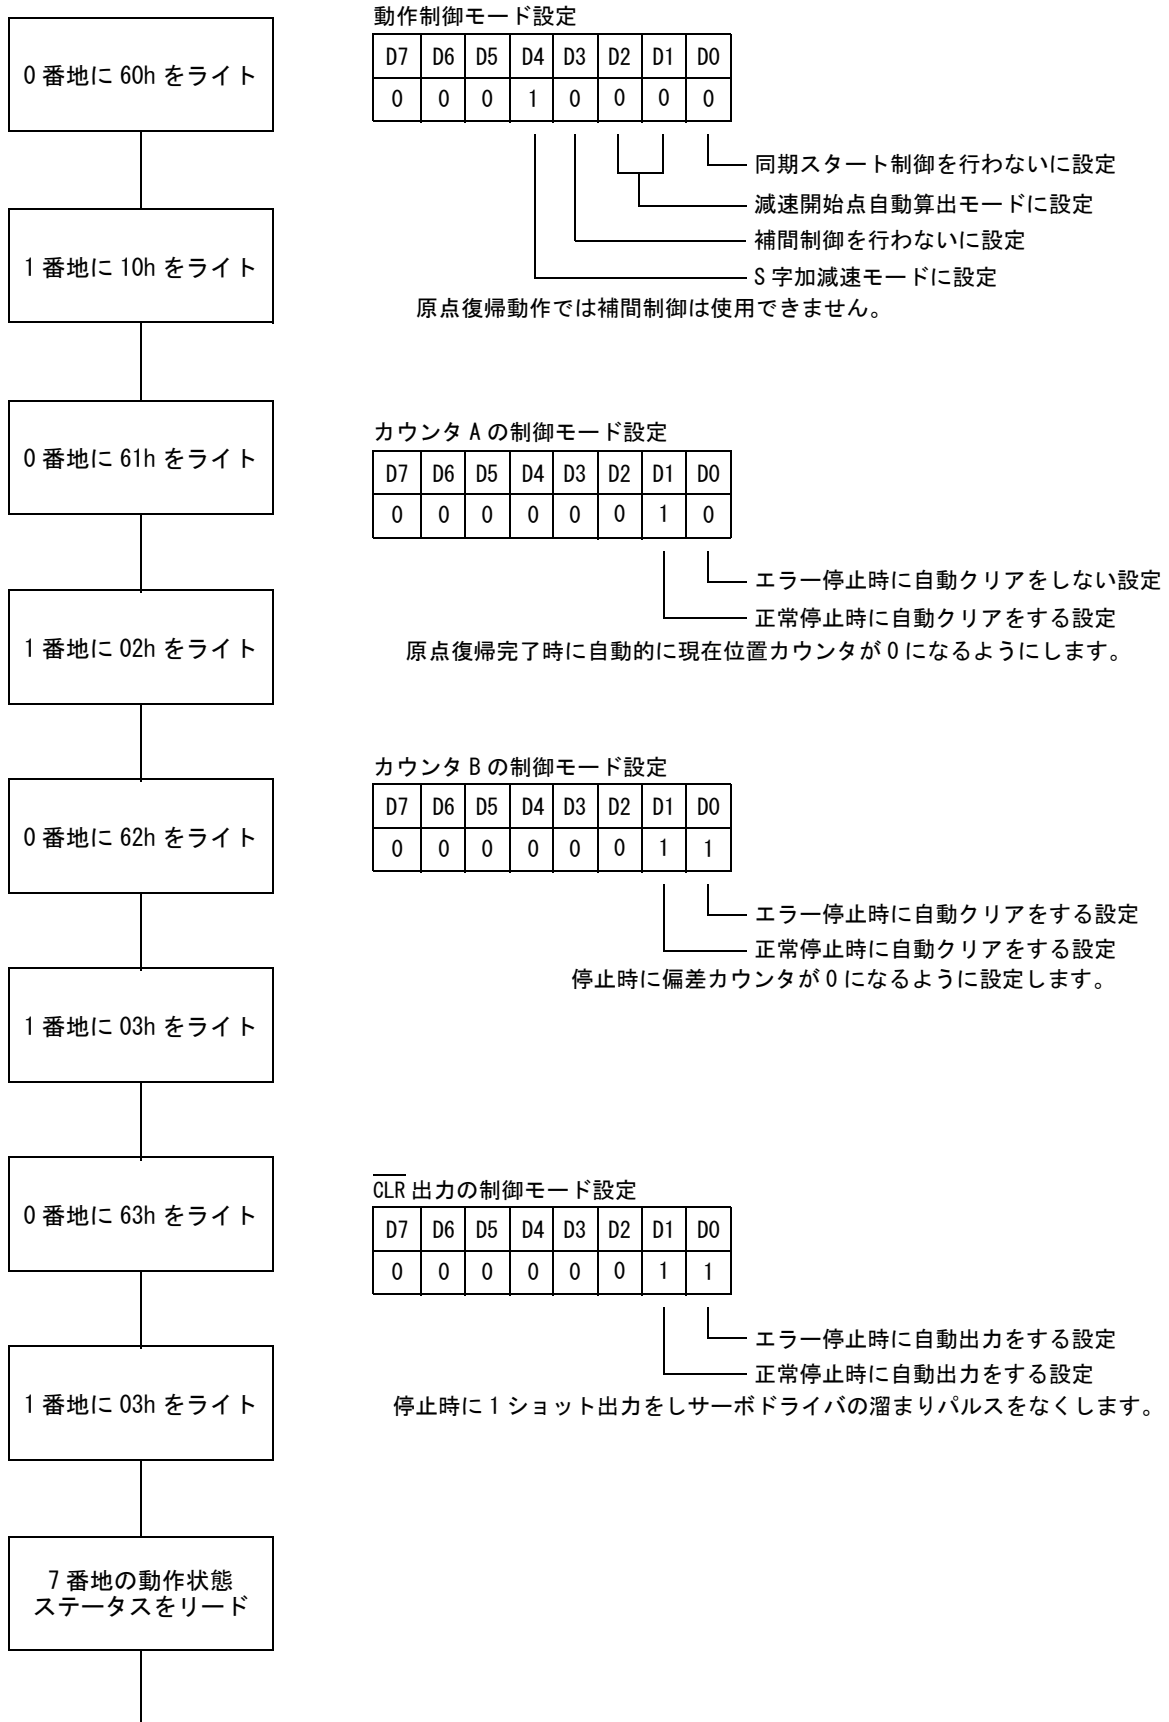 0 番地に 60h をライト
動作制御モード設定
D7 D6 D5 D4 D3 D2 D1 D0
0 0 0 1 0 0 0 0
同期スタート制御を行わないに設定
減速開始点自動算出モードに設定
補間制御を行わないに設定
S 字加減速モードに設定
原点復帰動作では補間制御は使用できません。
1 番地に 10h をライト
0 番地に 61h をライト
カウンタ A の制御モード設定
D7 D6 D5 D4 D3 D2 D1 D0
0 0 0 0 0 0 1 0
エラー停止時に自動クリアをしない設定
正常停止時に自動クリアをする設定
原点復帰完了時に自動的に現在位置カウンタが 0 になるようにします。
1 番地に 02h をライト
0 番地に 62h をライト
カウンタ B の制御モード設定
D7 D6 D5 D4 D3 D2 D1 D0
0 0 0 0 0 0 1 1
エラー停止時に自動クリアをする設定
正常停止時に自動クリアをする設定
停止時に偏差カウンタが 0 になるように設定します。
1 番地に 03h をライト
0 番地に 63h をライト
CLR 出力の制御モード設定
D7 D6 D5 D4 D3 D2 D1 D0
0 0 0 0 0 0 1 1
エラー停止時に自動出力をする設定
正常停止時に自動出力をする設定
停止時に 1 ショット出力をしサーボドライバの溜まりパルスをなくします。
1 番地に 03h をライト
7 番地の動作状態
ステータスをリード